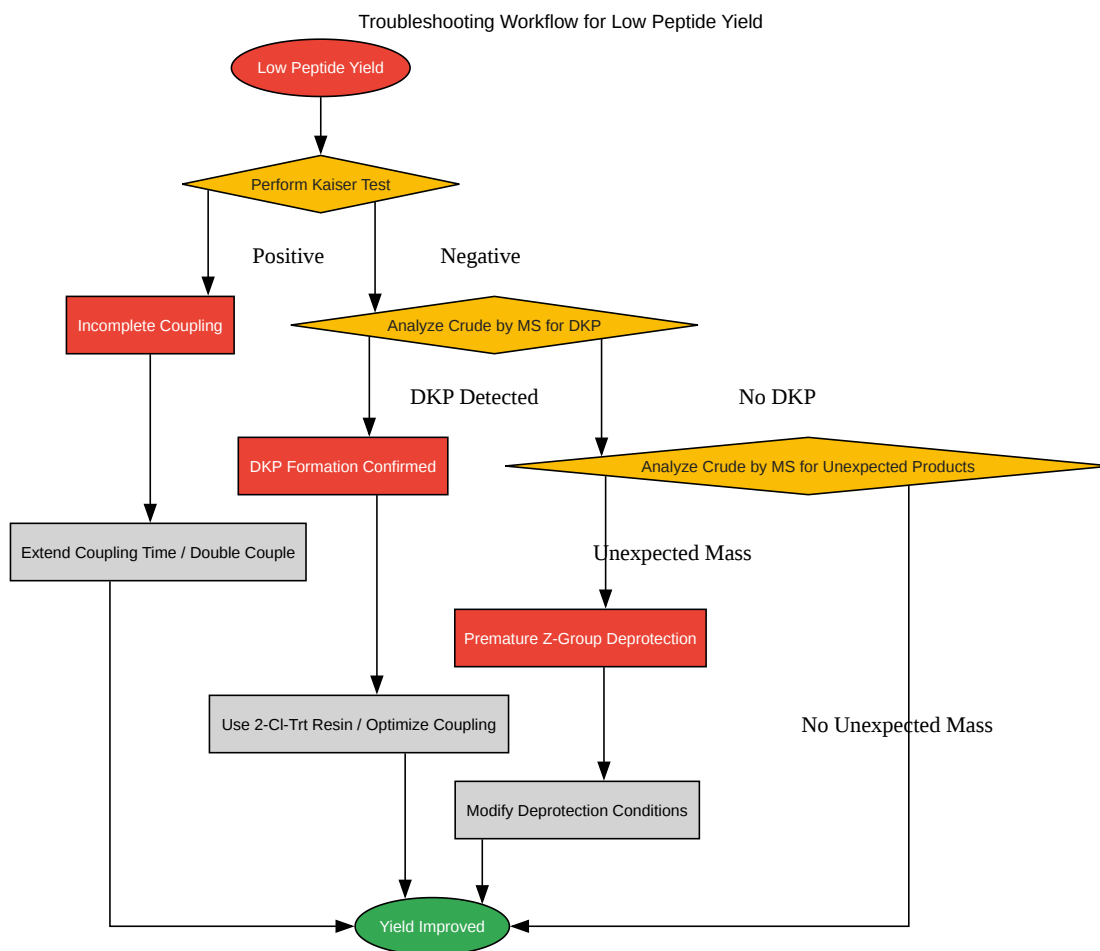 Troubleshooting Workflow for Low Peptide Yield
Low Peptide Yield
Perform Kaiser Test
Positive
Negative
Incomplete Coupling
Analyze Crude by MS for DKP
DKP Detected
No DKP
DKP Formation Confirmed
Analyze Crude by MS for Unexpected Products
Extend Coupling Time / Double Couple
Unexpected Mass
Premature Z-Group Deprotection
Use 2-Cl-Trt Resin / Optimize Coupling
No Unexpected Mass
Modify Deprotection Conditions
Yield Improved